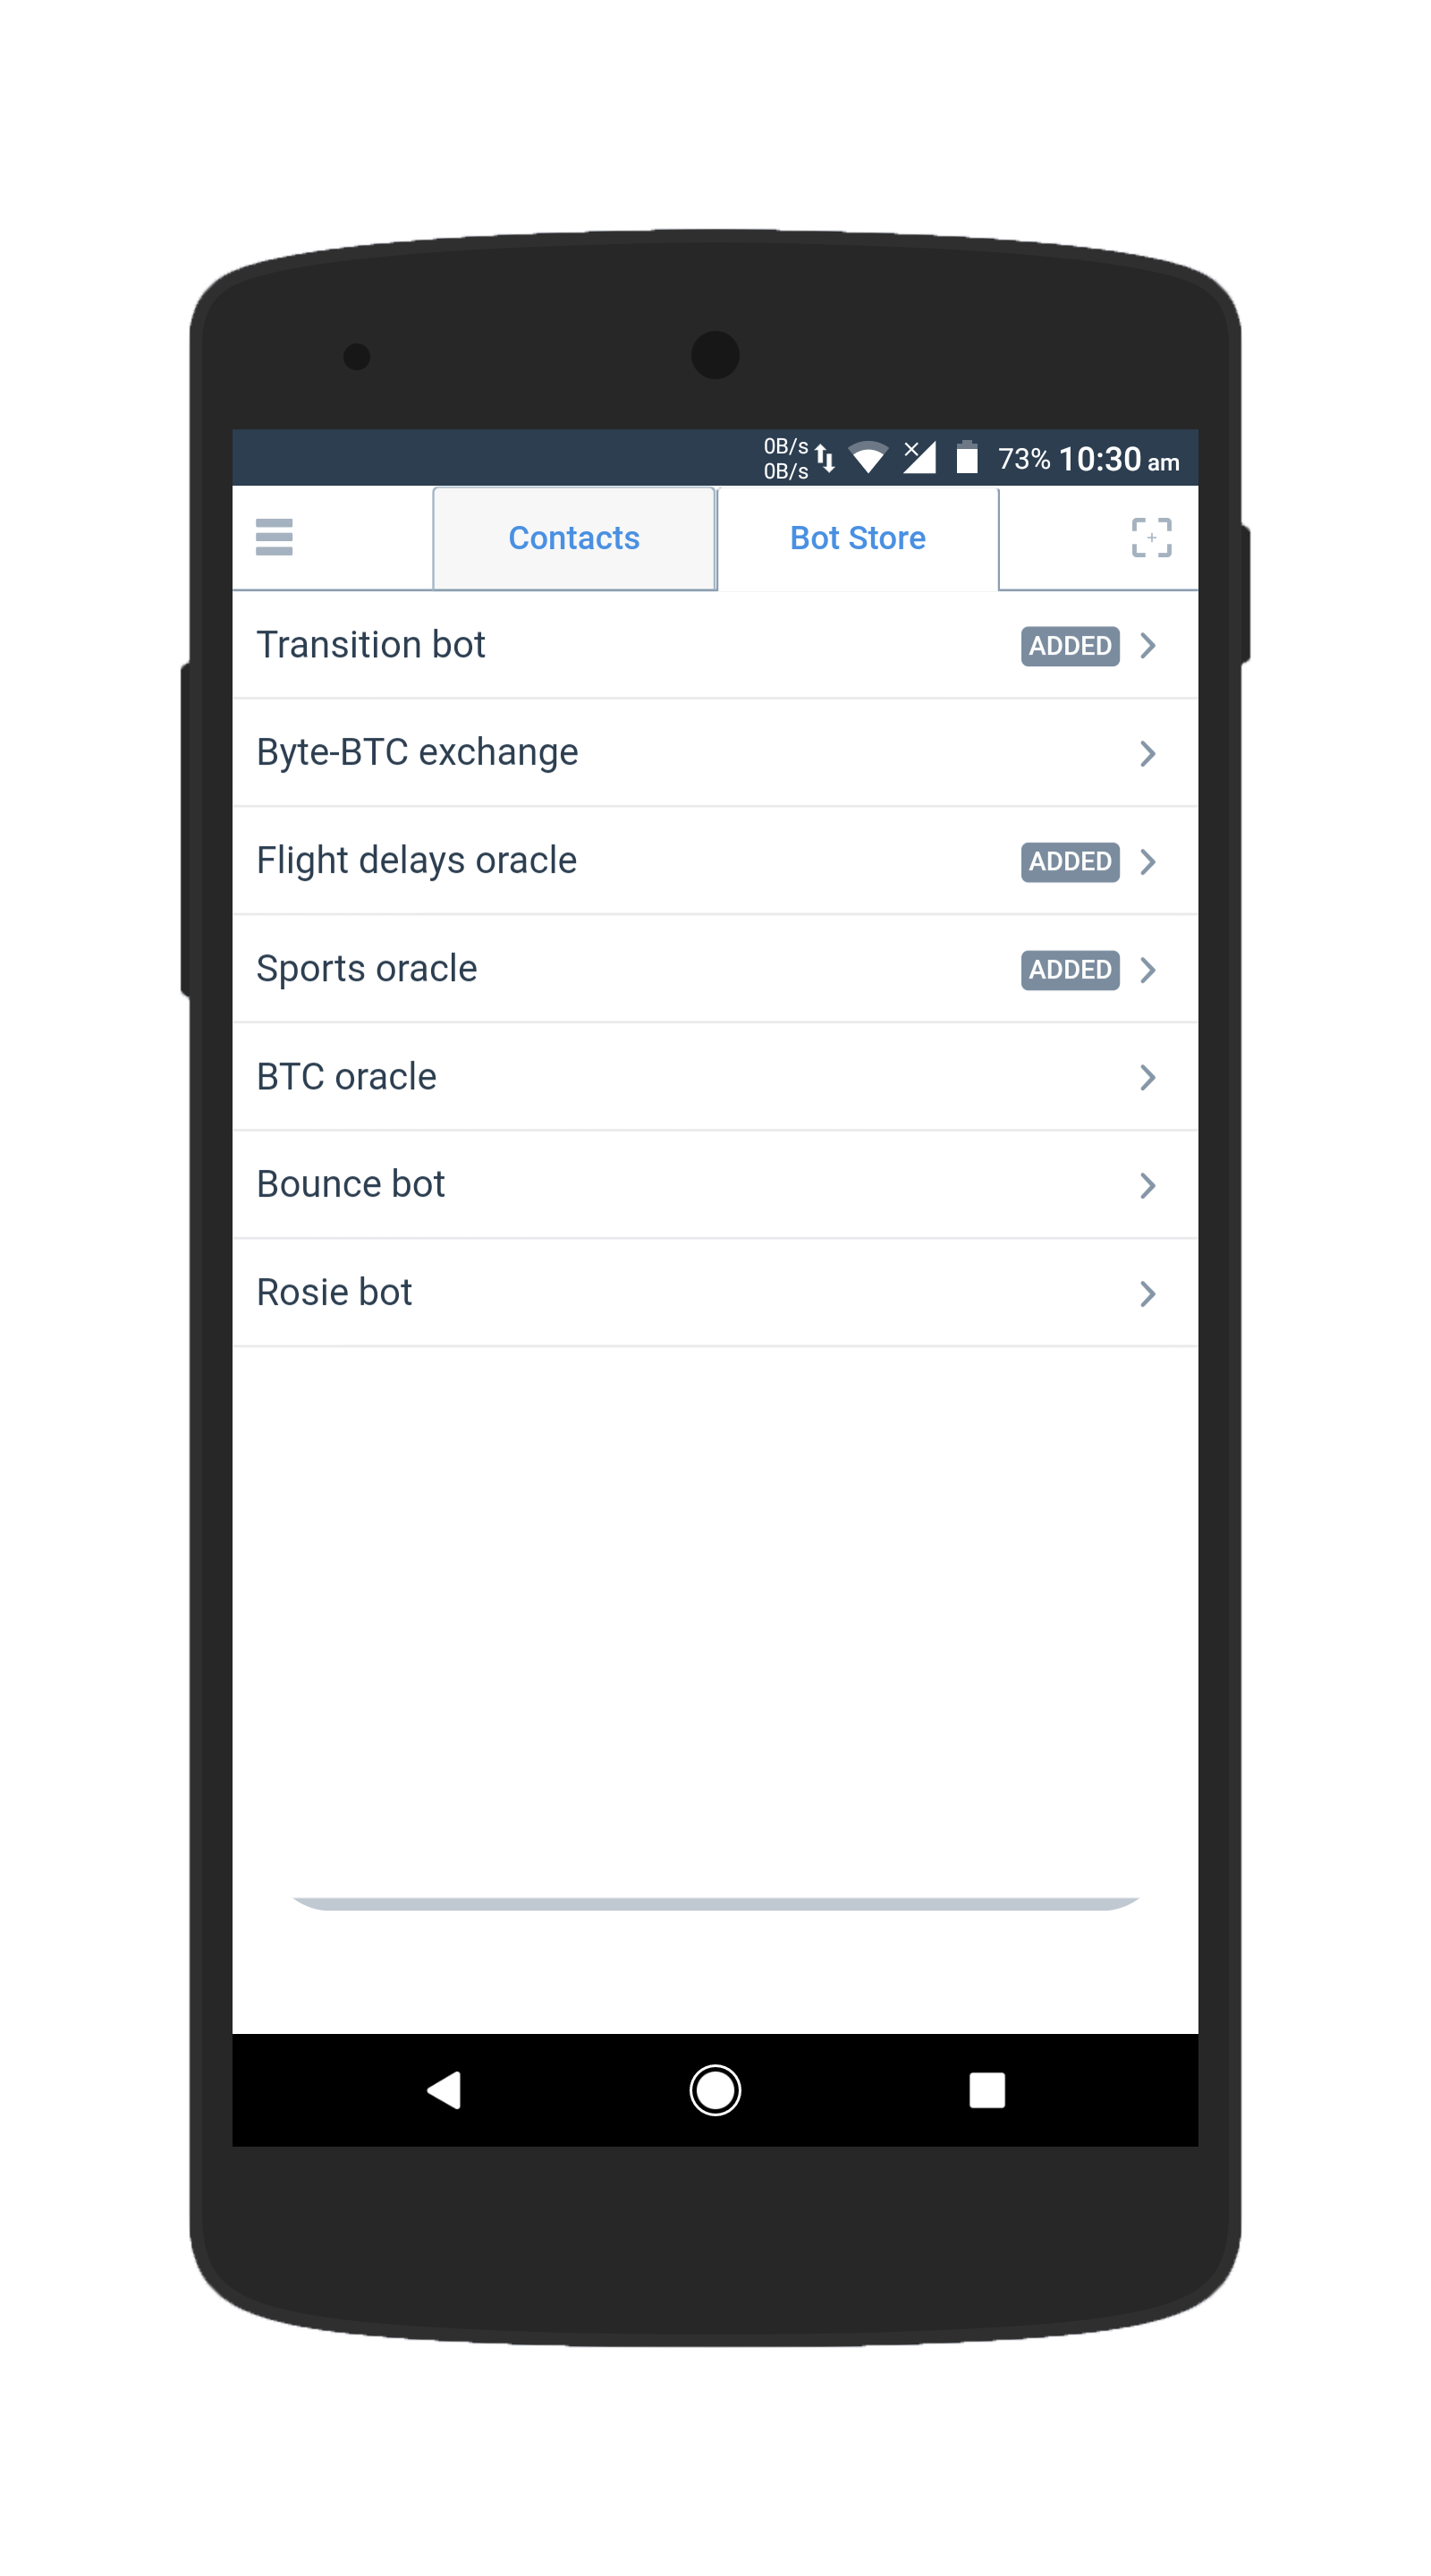 0B/s
0B/s
73% 10:30 am
Contacts Bot Store
Transition bot ADDED
Byte-BTC exchange
Flight delays oracle ADDED
Sports oracle ADDED
BTC oracle
Bounce bot
Rosie bot